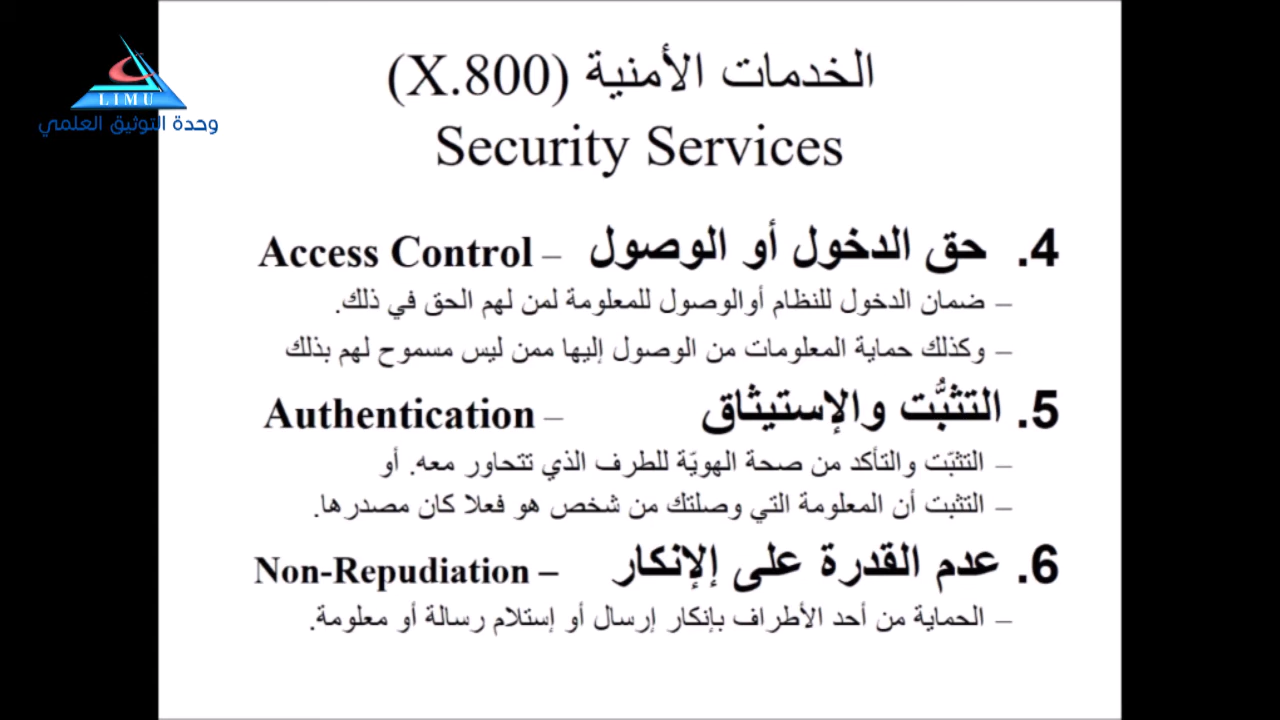 LIMU
وحدة التوثيق العلمي
الخدمات الأمنية (X.800)
Security Services
4. حق الدخول أو الوصول – Access Control
– ضمان الدخول للنظام أوالوصول للمعلومة لمن لهم الحق في ذلك.
– وكذلك حماية المعلومات من الوصول إليها ممن ليس مسموح لهم بذلك
5. التثبُّت والإستيثاق – Authentication
– التثبّت والتأكد من صحة الهويّة للطرف الذي تتحاور معه. أو
– التثبت أن المعلومة التي وصلتك من شخص هو فعلا كان مصدرها.
6. عدم القدرة على إلإنكار – Non-Repudiation
– الحماية من أحد الأطراف بإنكار إرسال أو إستلام رسالة أو معلومة.